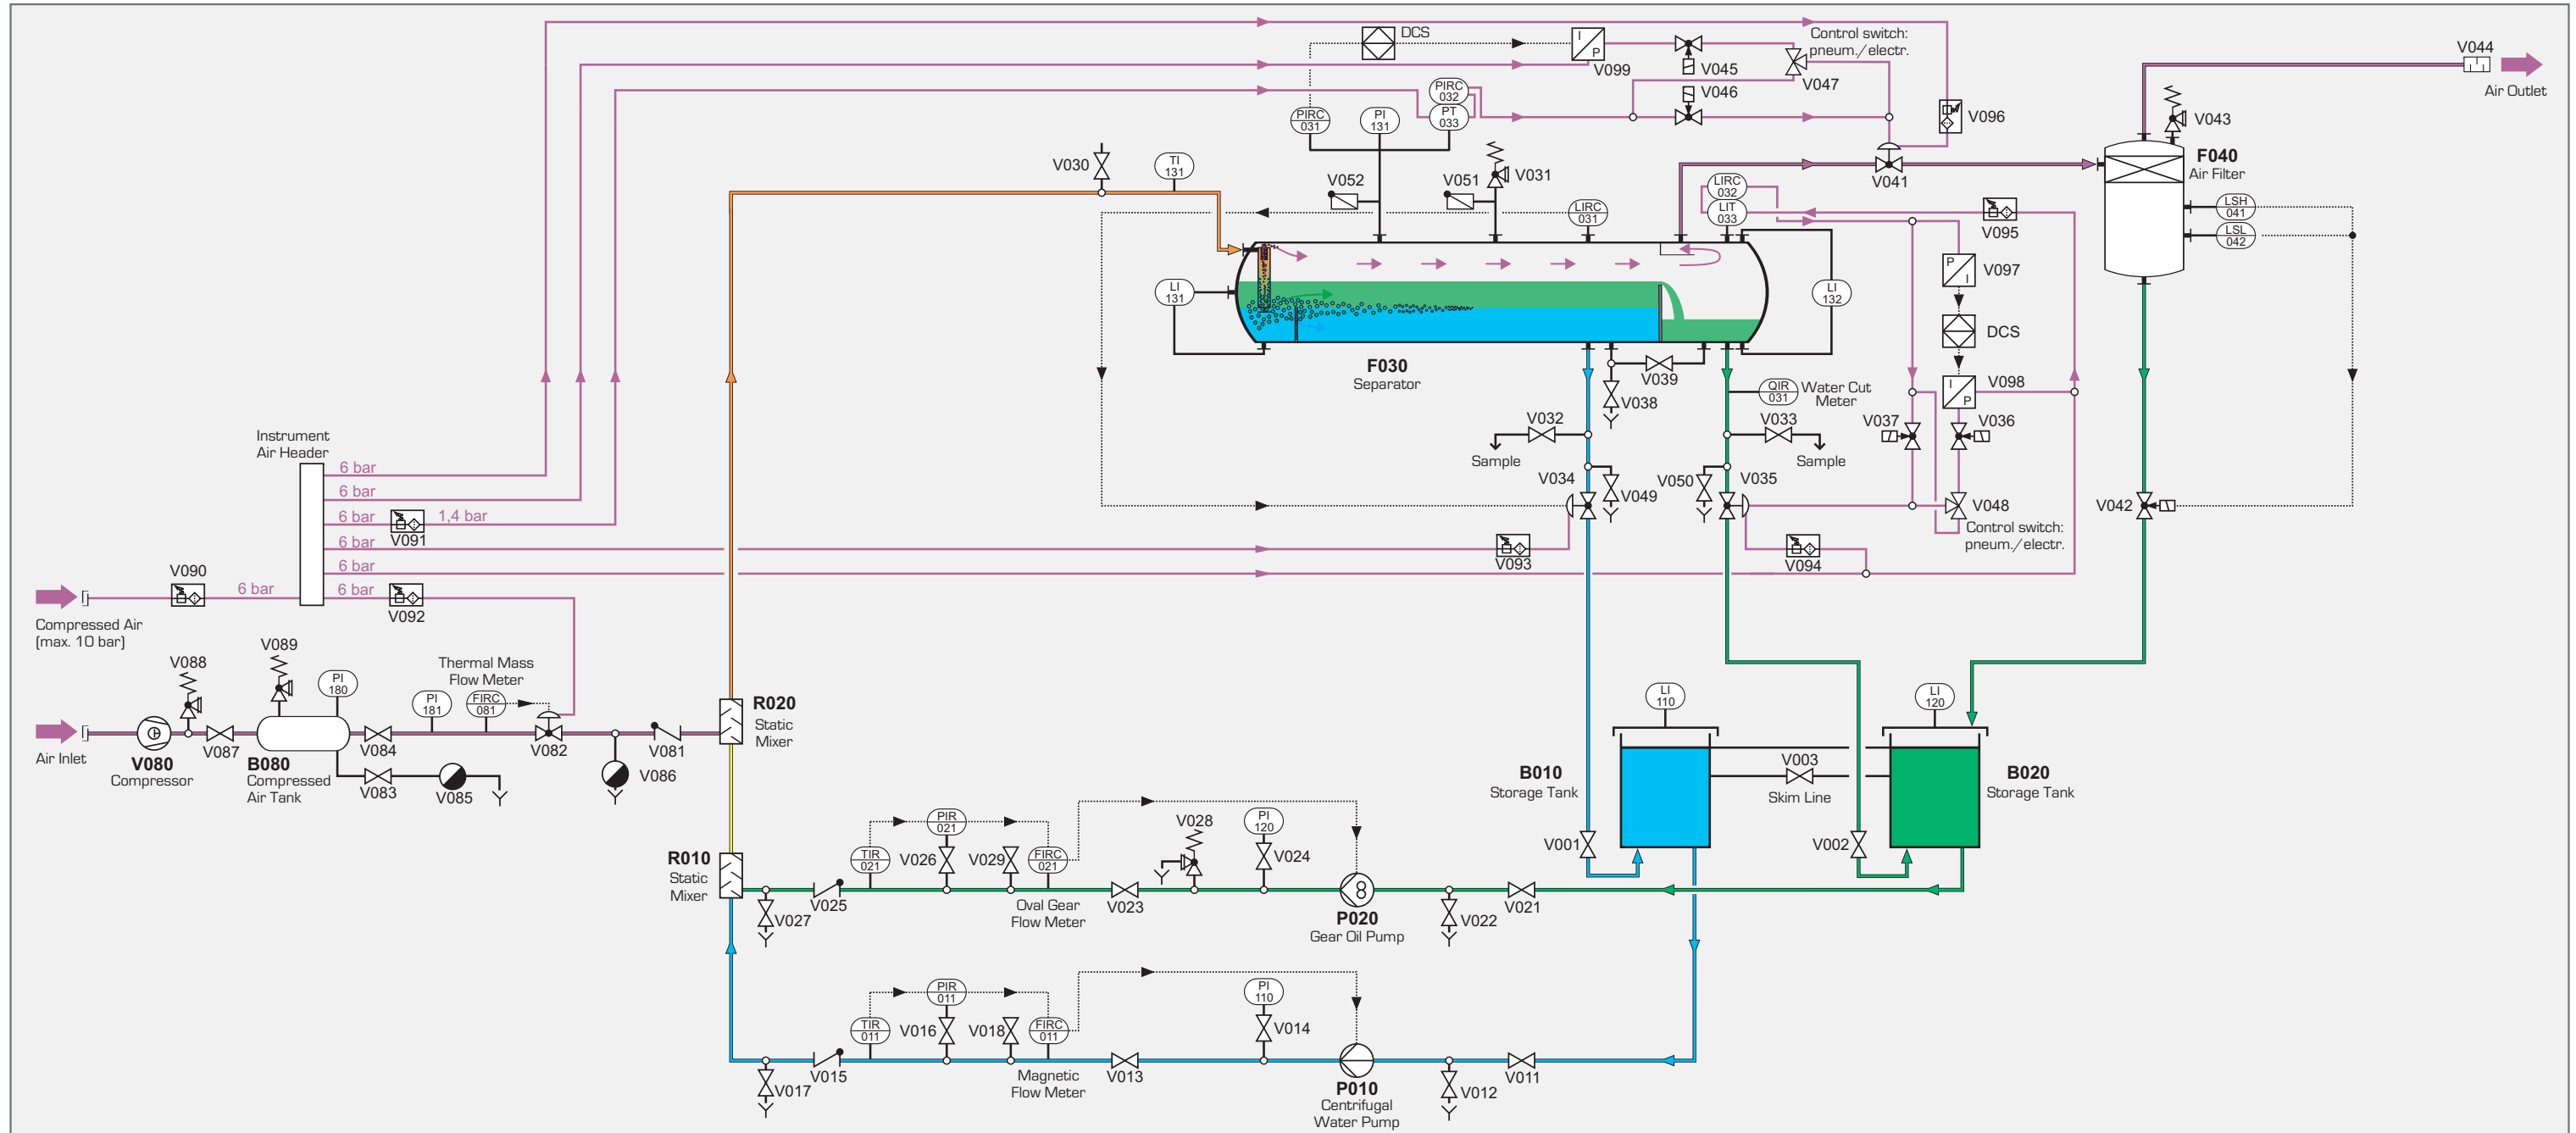 DCS
Control switch:
pneum./electr.
V044
Air Outlet
I
P
V099
V045
V047
V046
PIRC
032
PT
033
PIRC
031
PI
131
V096
V043
V030
TI
131
V052
V051
V031
V041
F040
Air Filter
LIRC
032
LIT
033
LIRC
031
V095
LSH
041
LSL
042
LI
131
LI
132
P
I
V097
DCS
I
P
V098
F030
Separator
V039
V038
QIR
031
Water Cut
Meter
V032
Sample
V033
Sample
V037
V036
Instrument
Air Header
6 bar
6 bar
6 bar
V091
1,4 bar
6 bar
6 bar
6 bar
V092
V034
V049
V050
V035
V048
Control switch:
pneum./electr.
V042
V093
V094
V090
6 bar
Compressed Air
(max. 10 bar)
V088
V089
PI
180
Thermal Mass
Flow Meter
PI
181
FIRC
081
Air Inlet
V080
Compressor
V087
B080
Compressed
Air Tank
V084
V083
V085
V082
V086
V081
R020
Static
Mixer
LI
110
LI
120
B010
Storage Tank
V003
Skim Line
B020
Storage Tank
V001
V002
R010
Static
Mixer
TIR
021
PIR
021
V026
V029
FIRC
021
V028
PI
120
V024
8
V027
V025
Oval Gear
Flow Meter
V023
P020
Gear Oil Pump
V022
V021
TIR
011
PIR
011
V016
V018
FIRC
011
PI
110
V014
V017
V015
Magnetic
Flow Meter
V013
P010
Centrifugal
Water Pump
V012
V011